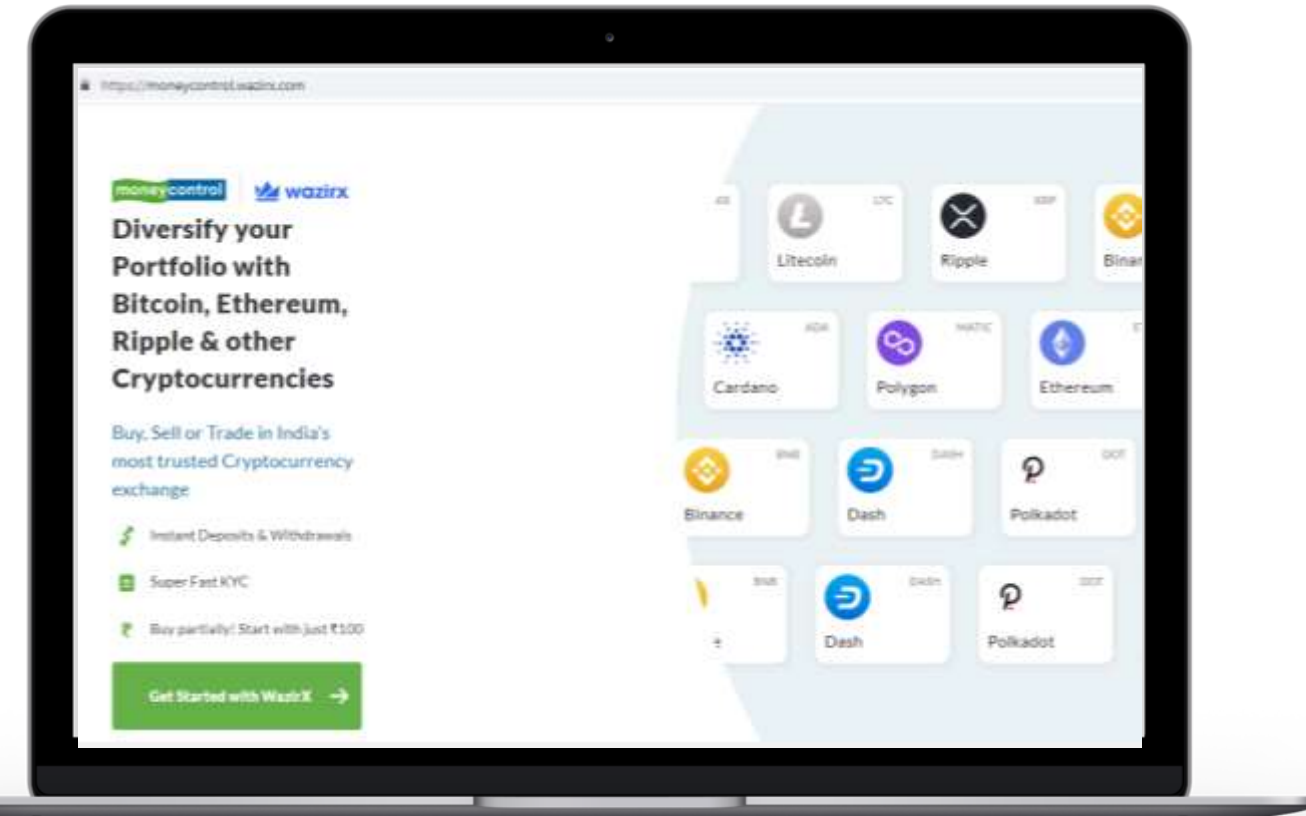 https://moneycontrol.wazirx.com
moneycontrol wazirx
Diversify your
Portfolio with
Bitcoin, Ethereum,
Ripple & other
Cryptocurrencies
Buy, Sell or Trade in India's
most trusted Cryptocurrency
exchange
Instant Deposits & Withdrawals
Super Fast KYC
Buy partially! Start with just ₹100
Get Started with WazirX
LTC
Litecoin
XRP
Ripple
Binan
ADA
Cardano
MATIC
Polygon
Ethereum
BNB
Binance
DASH
Dash
DOT
Polkadot
BNB
DASH
Dash
DOT
Polkadot